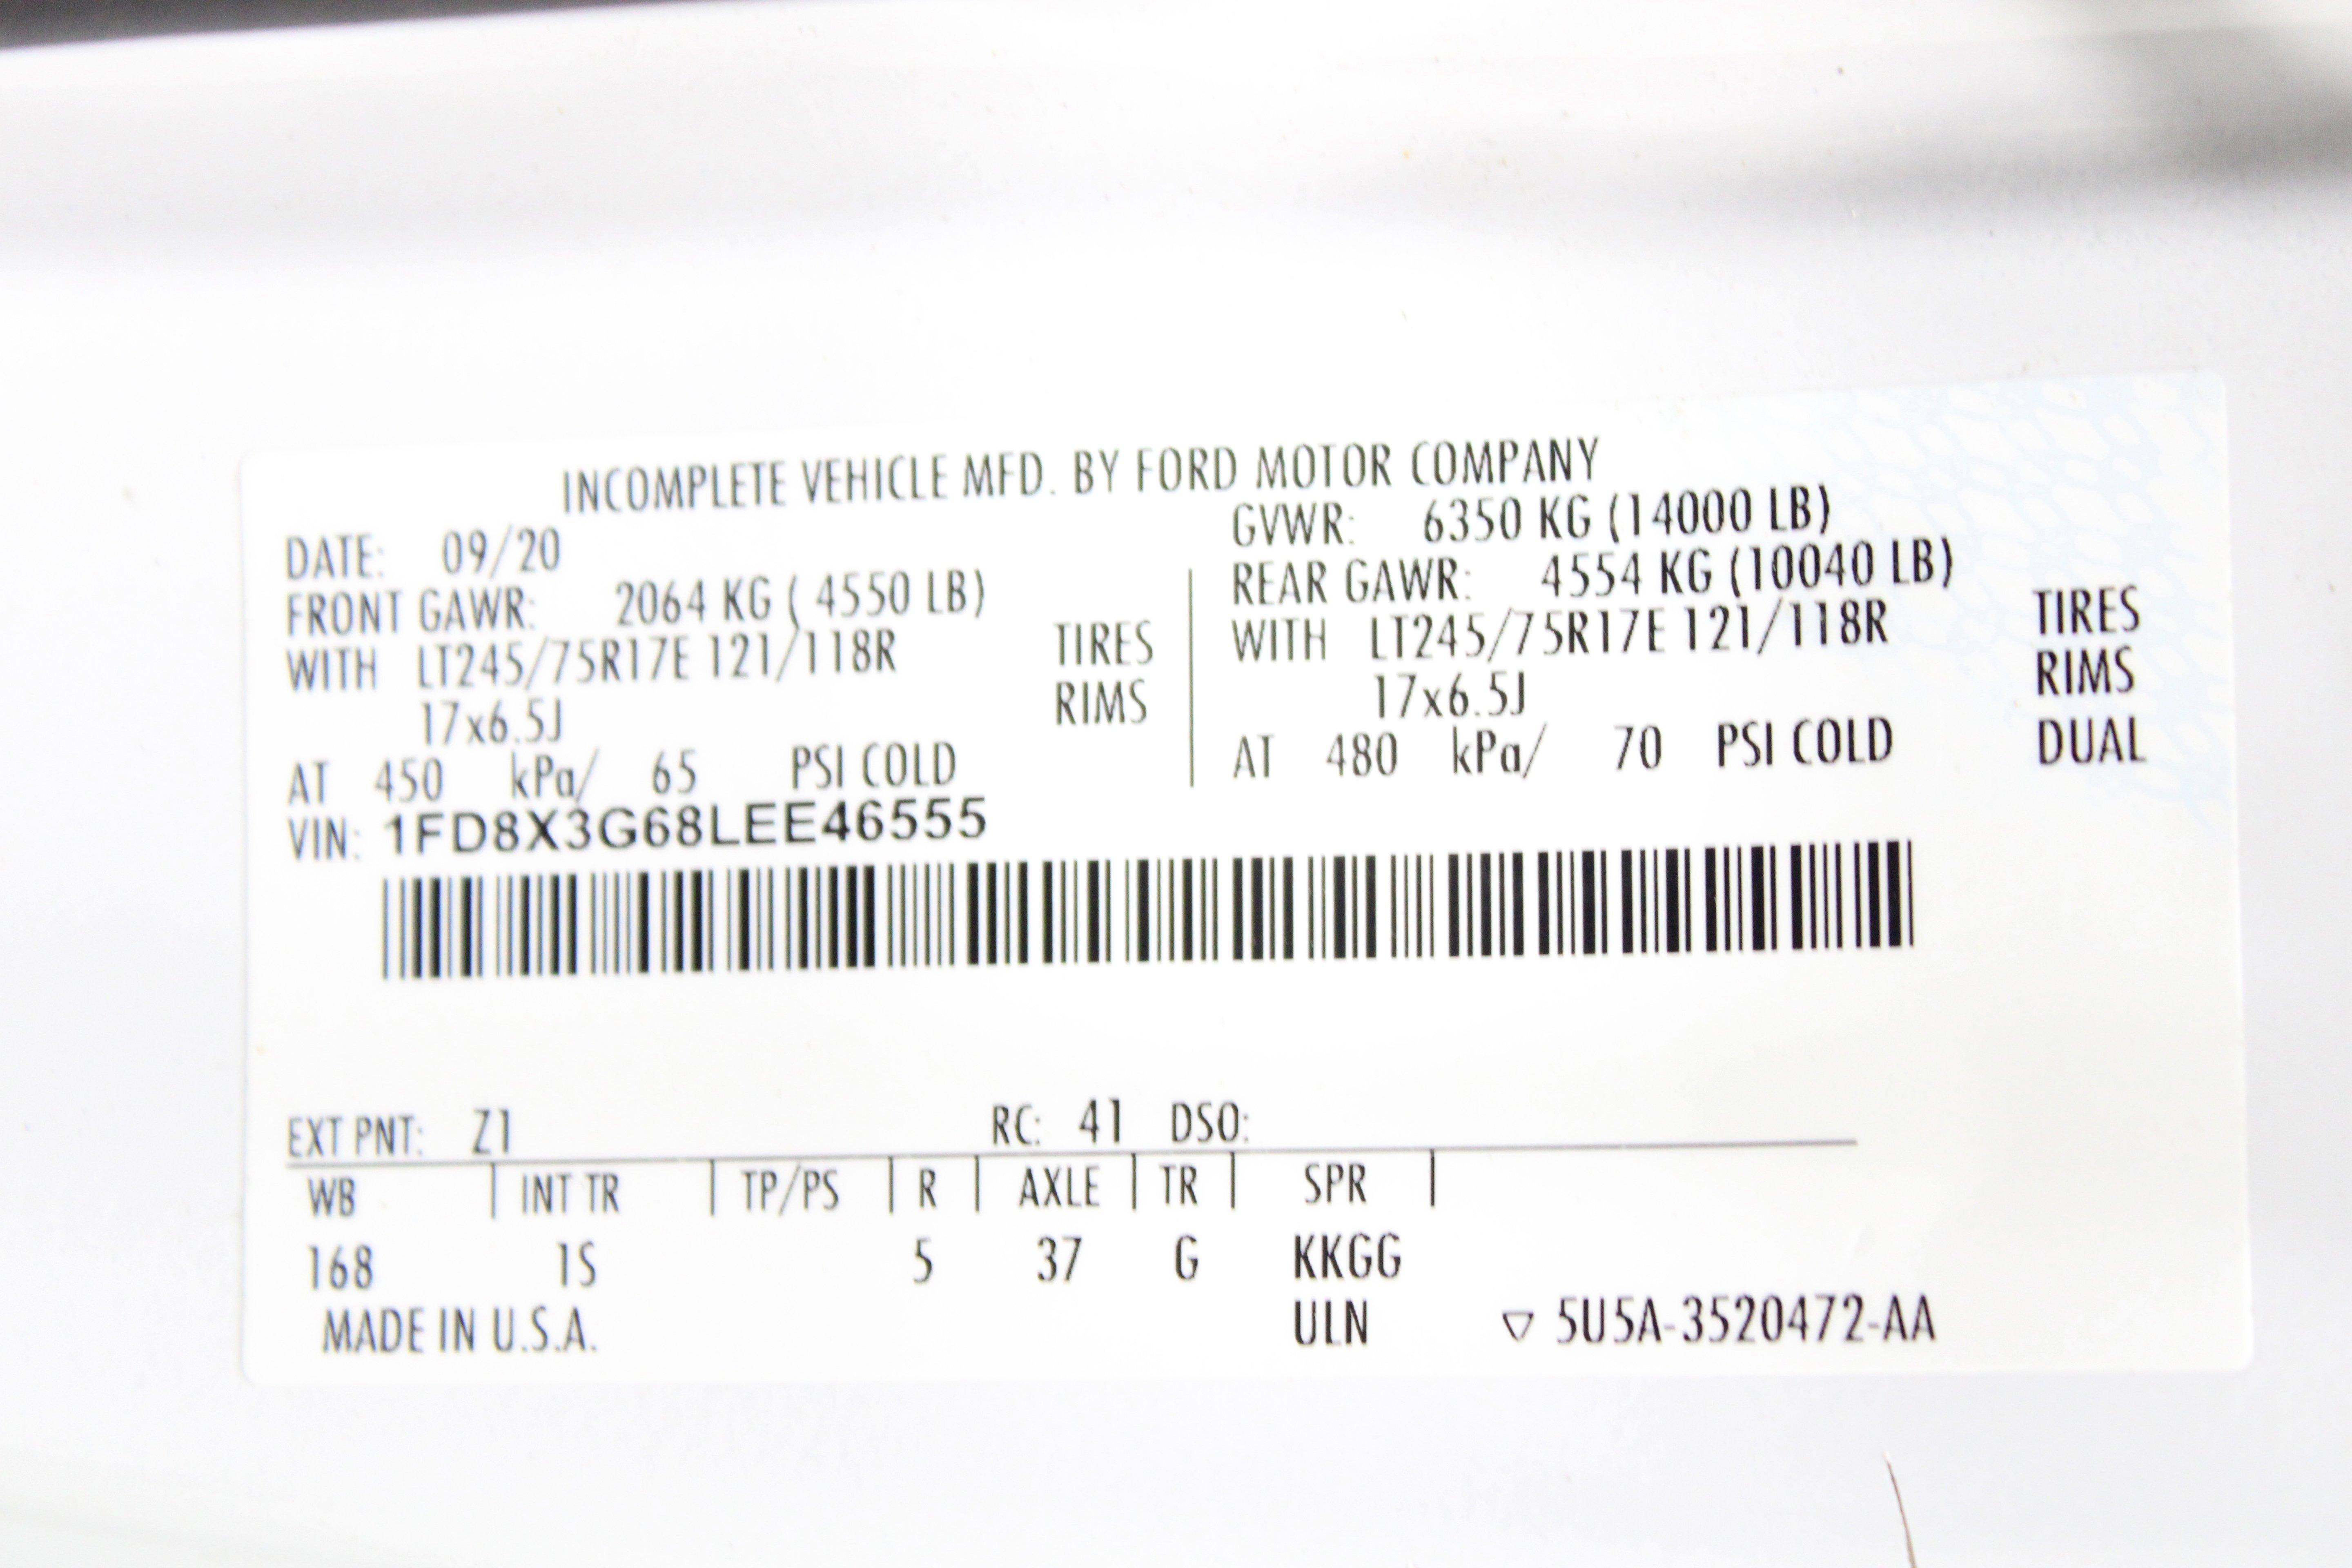 INCOMPLETE VEHICLE MFD. BY FORD MOTOR COMPANY
DATE: 09/20 GVWR: 6350 KG (14000 LB)
FRONT GAWR: 2064 KG ( 4550 LB) REAR GAWR: 4554 KG (10040 LB)
WITH LT245/75R17E 121/118R TIRES WITH LT245/75R17E 121/118R TIRES
17x6.5J RIMS 17x6.5J RIMS
AT 450 kPa/ 65 PSI COLD AT 480 kPa/ 70 PSI COLD DUAL
VIN: 1FD8X3G68LEE46555
EXT PNT: Z1 RC: 41 DSO:
WB INT TR TP/PS R AXLE TR SPR
168 1S 5 37 G KKGG
MADE IN U.S.A. ULN ▽ 5U5A-3520472-AA